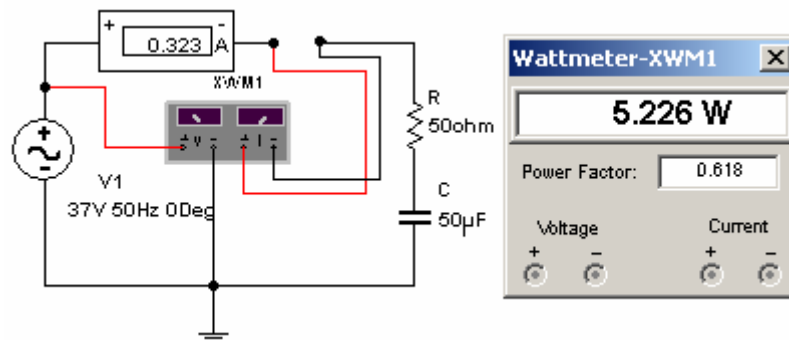 + 0.323 A -
XWM1
+ V - + I -
V1
37V 50Hz 0Deg
R
50ohm
C
50µF
Wattmeter-XWM1
5.226 W
Power Factor: 0.618
Voltage Current
+ - + -